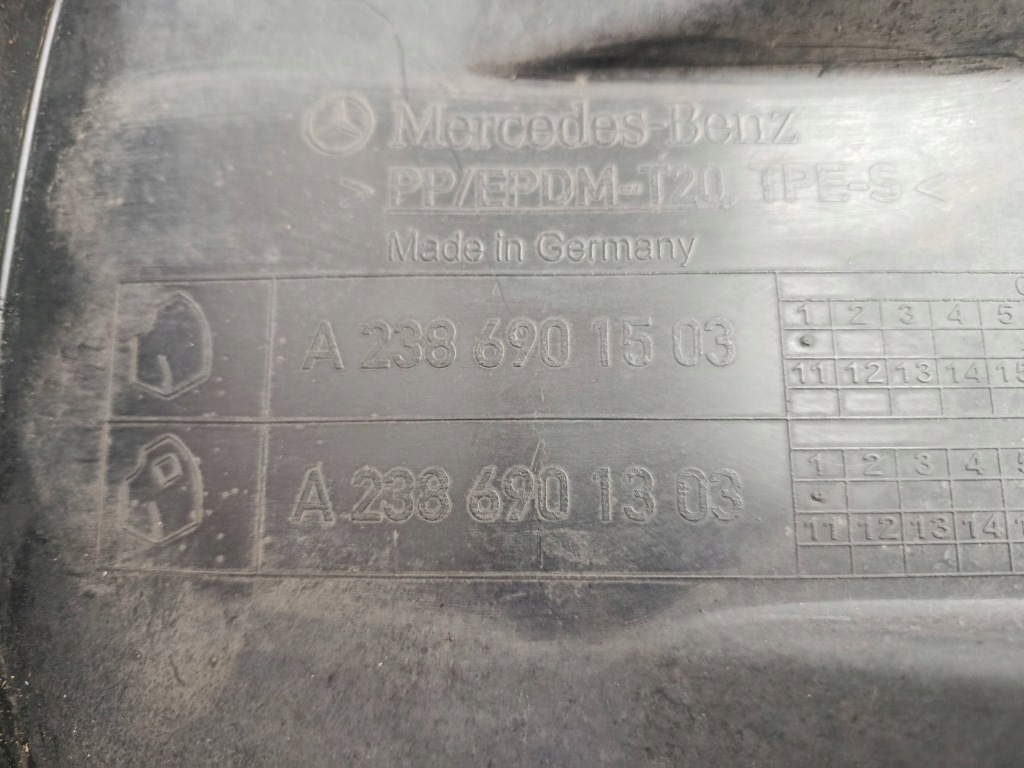 Mercedes-Benz
> PP/EPDM-T20, TPE-S <
Made in Germany
A 238 690 15 03
1 2 3 4 5
11 12 13 14 15
A 238 690 13 03
1 2 3 4
11 12 13 14